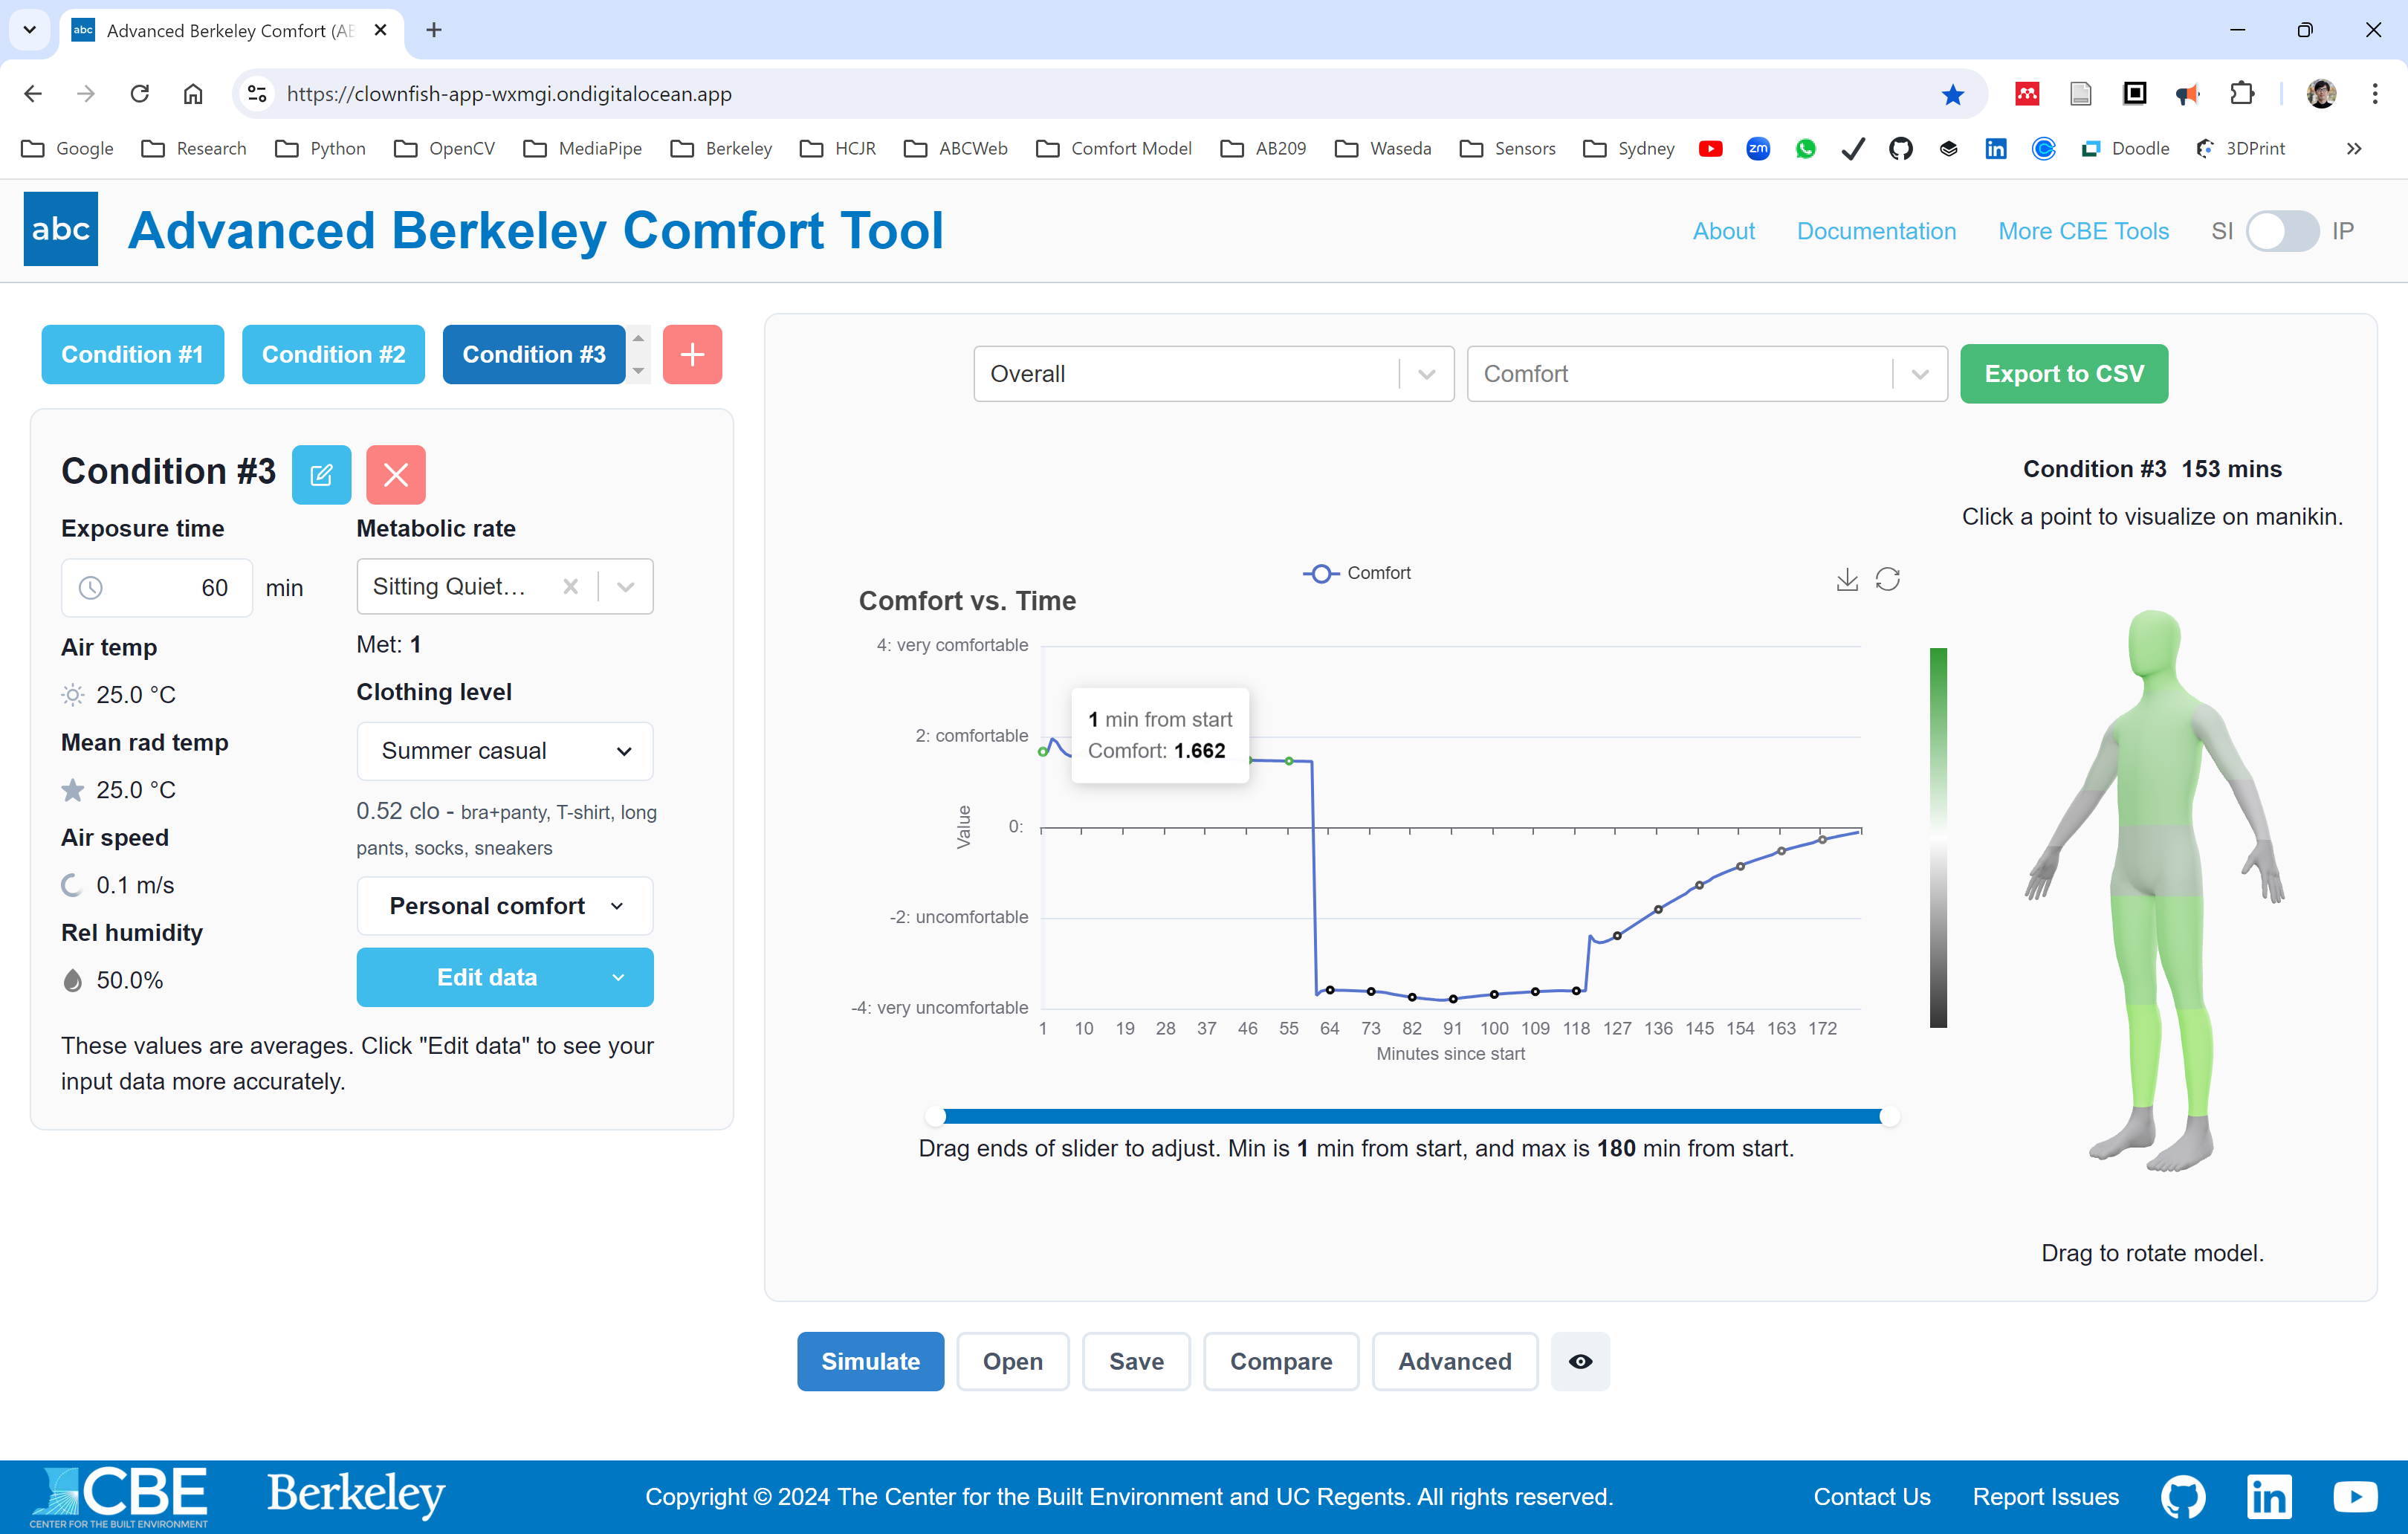 abc Advanced Berkeley Comfort (AB
https://clownfish-app-wxmgi.ondigitalocean.app
Google Research Python OpenCV MediaPipe Berkeley HCJR ABCWeb Comfort Model AB209 Waseda Sensors Sydney zm in Doodle 3DPrint
abc Advanced Berkeley Comfort Tool About Documentation More CBE Tools SI IP
Condition #1 Condition #2 Condition #3 +
Overall Comfort Export to CSV
Condition #3
Exposure time Metabolic rate
60 min Sitting Quiet...
Air temp Met: 1
25.0 °C Clothing level
Mean rad temp Summer casual
25.0 °C
Air speed 0.52 clo - bra+panty, T-shirt, long
pants, socks, sneakers
0.1 m/s Personal comfort
Rel humidity
50.0% Edit data
These values are averages. Click "Edit data" to see your
input data more accurately.
Condition #3 153 mins
Click a point to visualize on manikin.
Comfort
Comfort vs. Time
4: very comfortable
2: comfortable
0:
-2: uncomfortable
-4: very uncomfortable
Value
1 min from start
Comfort: 1.662
1 10 19 28 37 46 55 64 73 82 91 100 109 118 127 136 145 154 163 172
Minutes since start
Drag ends of slider to adjust. Min is 1 min from start, and max is 180 min from start.
Drag to rotate model.
Simulate Open Save Compare Advanced
CBE
CENTER FOR THE BUILT ENVIRONMENT
Berkeley
Copyright © 2024 The Center for the Built Environment and UC Regents. All rights reserved.
Contact Us Report Issues in